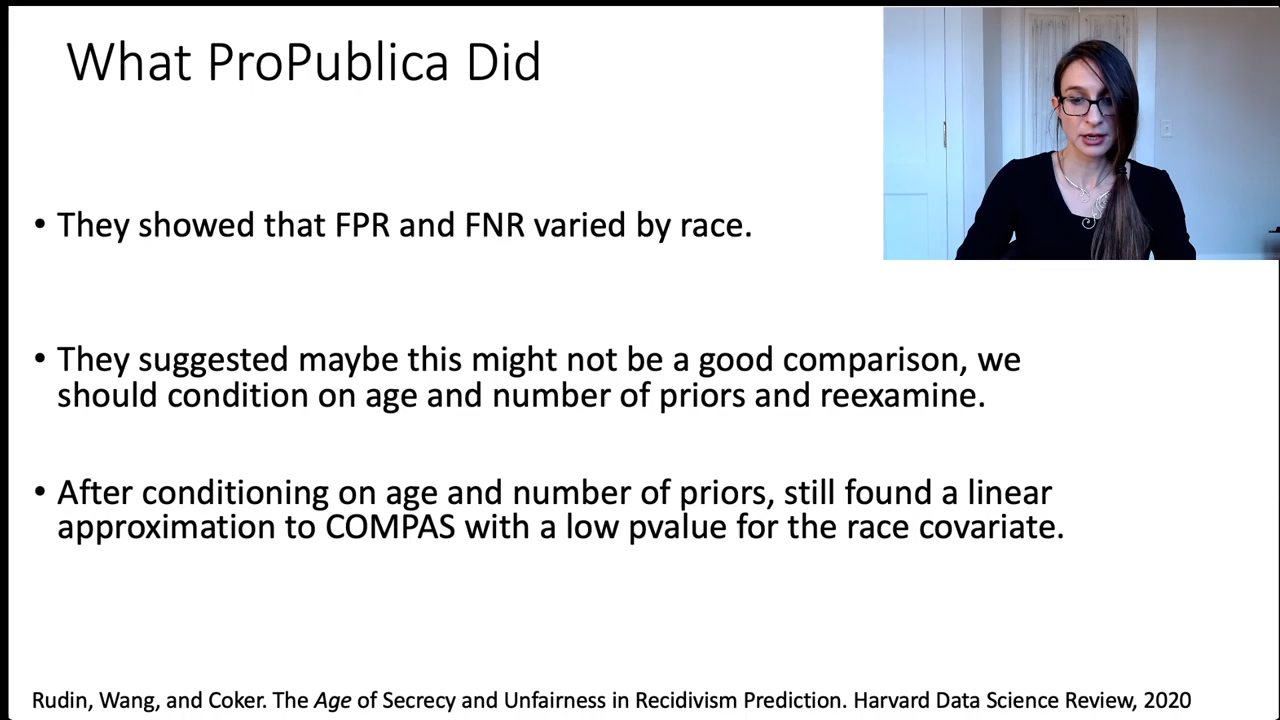 What ProPublica Did
• They showed that FPR and FNR varied by race.
• They suggested maybe this might not be a good comparison, we
should condition on age and number of priors and reexamine.
• After conditioning on age and number of priors, still found a linear
approximation to COMPAS with a low pvalue for the race covariate.
Rudin, Wang, and Coker. The Age of Secrecy and Unfairness in Recidivism Prediction. Harvard Data Science Review, 2020